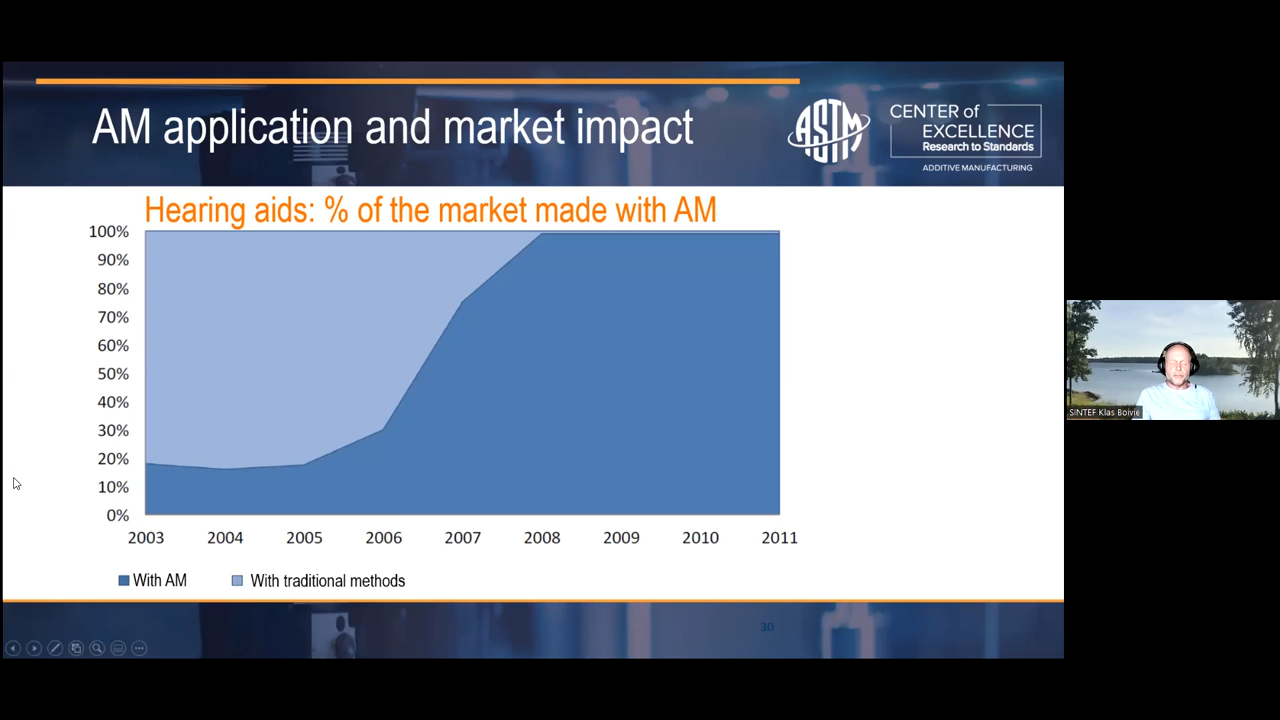 AM application and market impact
ASTM
CENTER of
EXCELLENCE
Research to Standards
ADDITIVE MANUFACTURING
Hearing aids: % of the market made with AM
100%
90%
80%
70%
60%
50%
40%
30%
20%
10%
0%
2003 2004 2005 2006 2007 2008 2009 2010 2011
With AM With traditional methods
30
SINTEF Klas Boivie